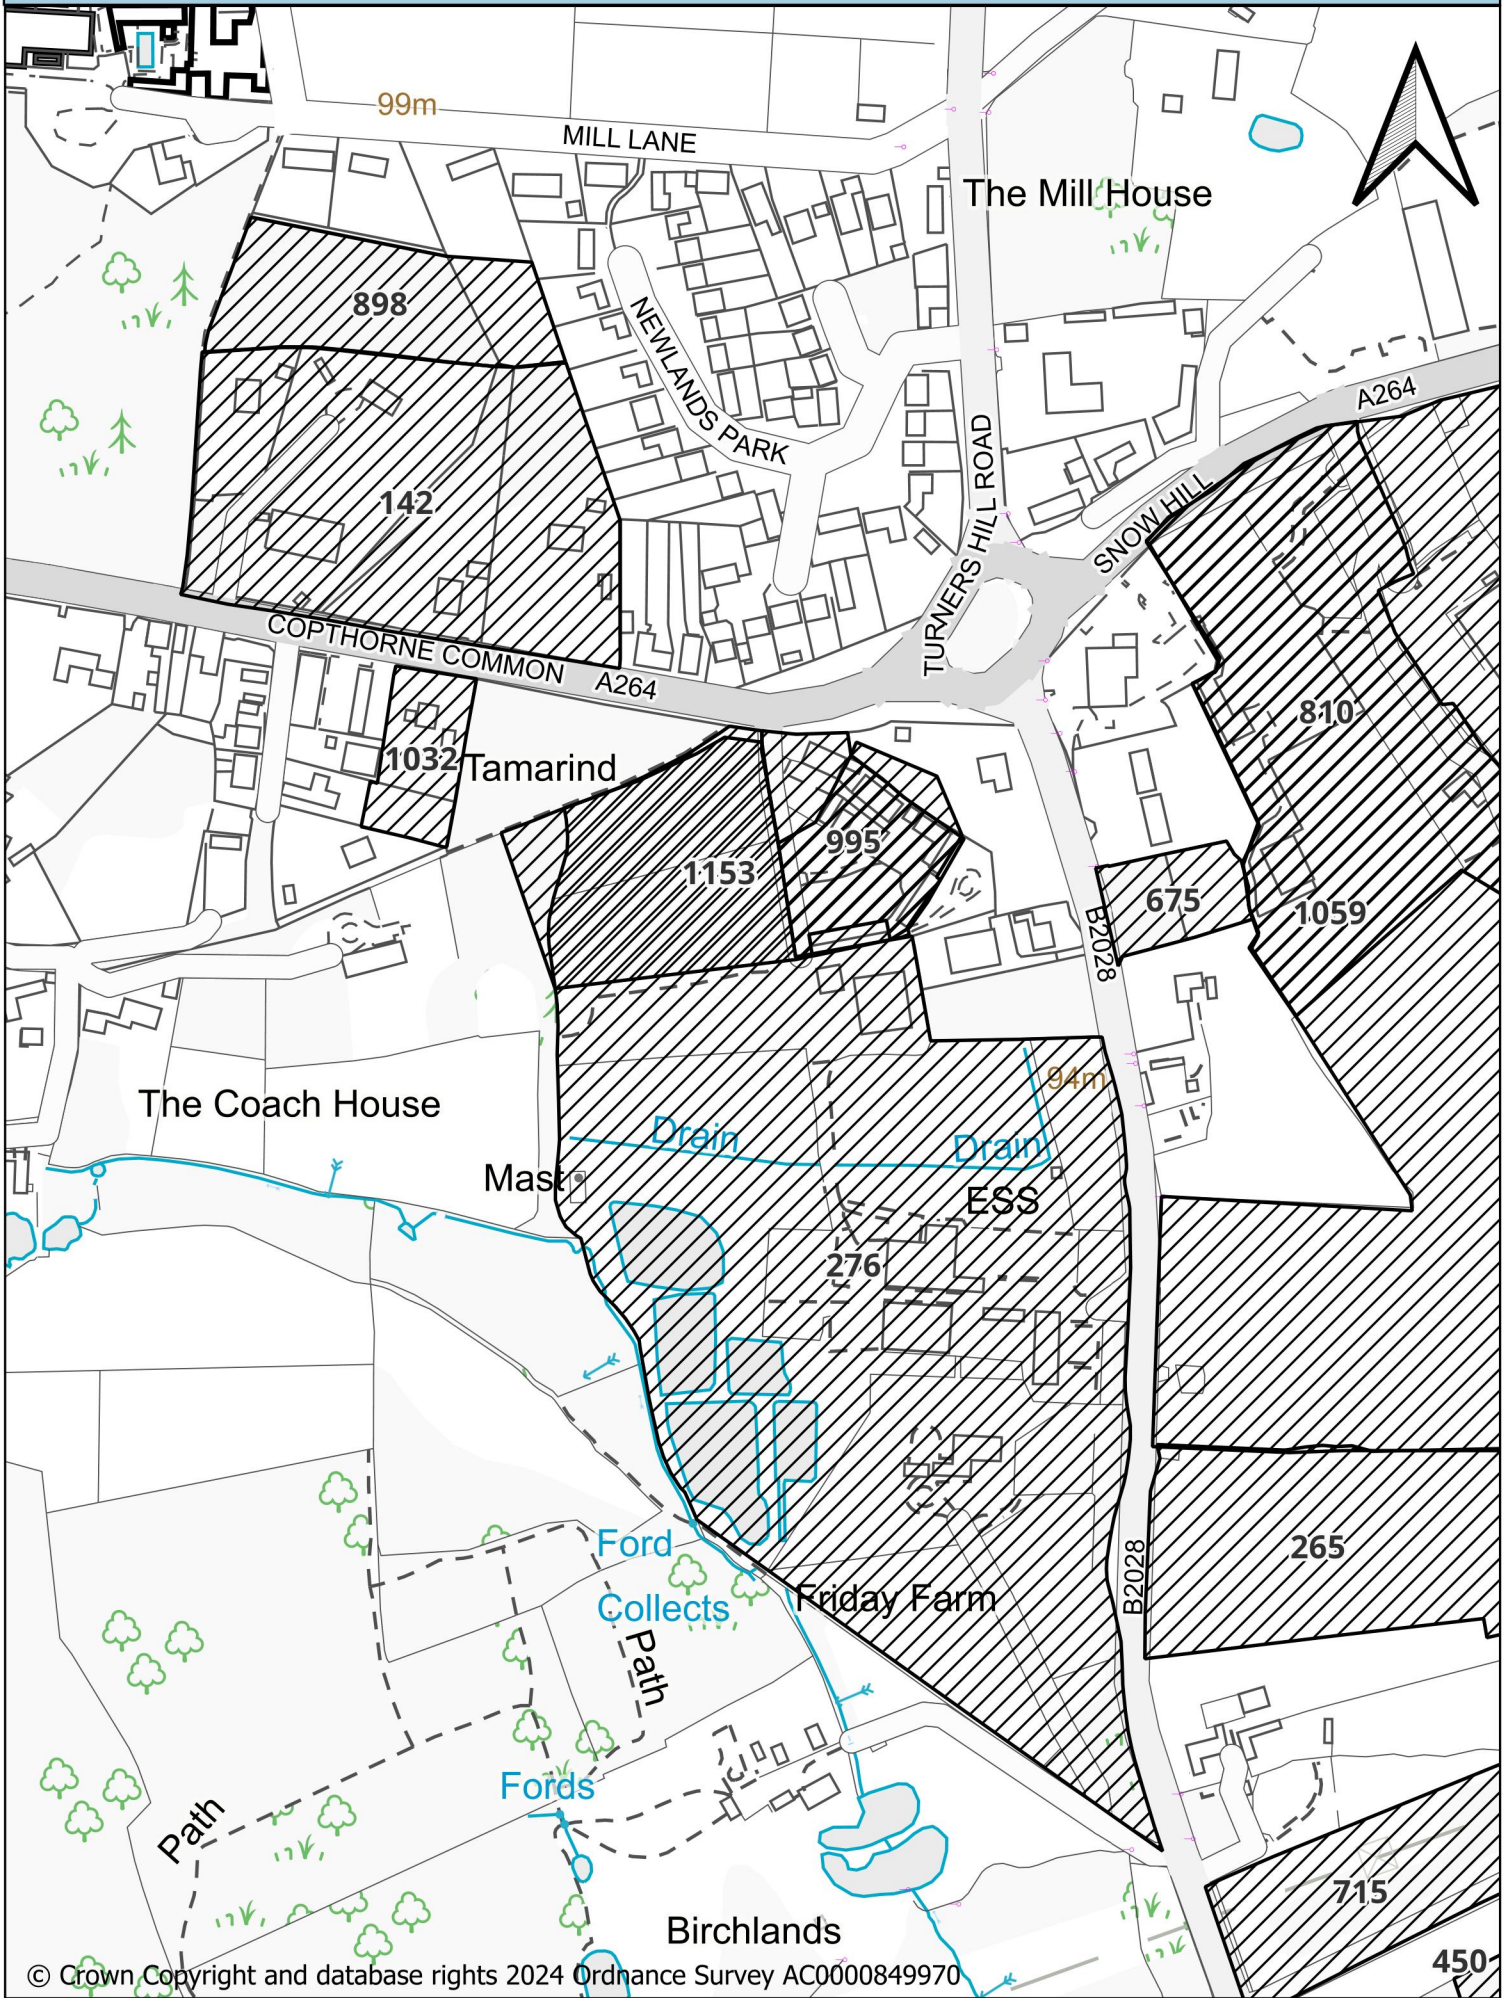 99m
MILL LANE
The Mill House
898
NEWLANDS PARK
142
A264
TURNERS HILL ROAD
SNOW HILL
COPTHORNE COMMON
A264
810
1032
Tamarind
995
1153
675
1059
B2028
94m
The Coach House
Drain
Drain
Mast
ESS
276
Ford
265
B2028
Collects
Friday Farm
Path
Fords
Path
715
Birchlands
450
© Crown Copyright and database rights 2024 Ordnance Survey AC0000849970